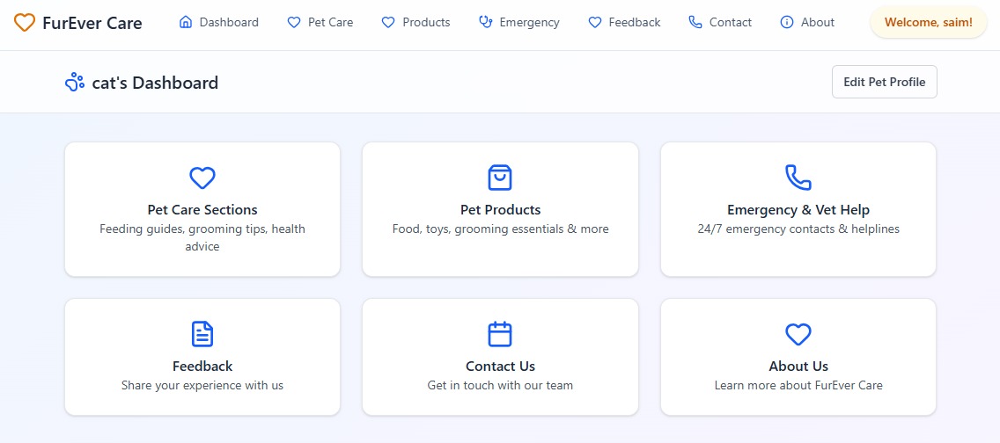 FurEver Care
Dashboard
Pet Care
Products
Emergency
Feedback
Contact
About
Welcome, saim!
cat's Dashboard
Edit Pet Profile
Pet Care Sections
Feeding guides, grooming tips, health
advice
Pet Products
Food, toys, grooming essentials & more
Emergency & Vet Help
24/7 emergency contacts & helplines
Feedback
Share your experience with us
Contact Us
Get in touch with our team
About Us
Learn more about FurEver Care